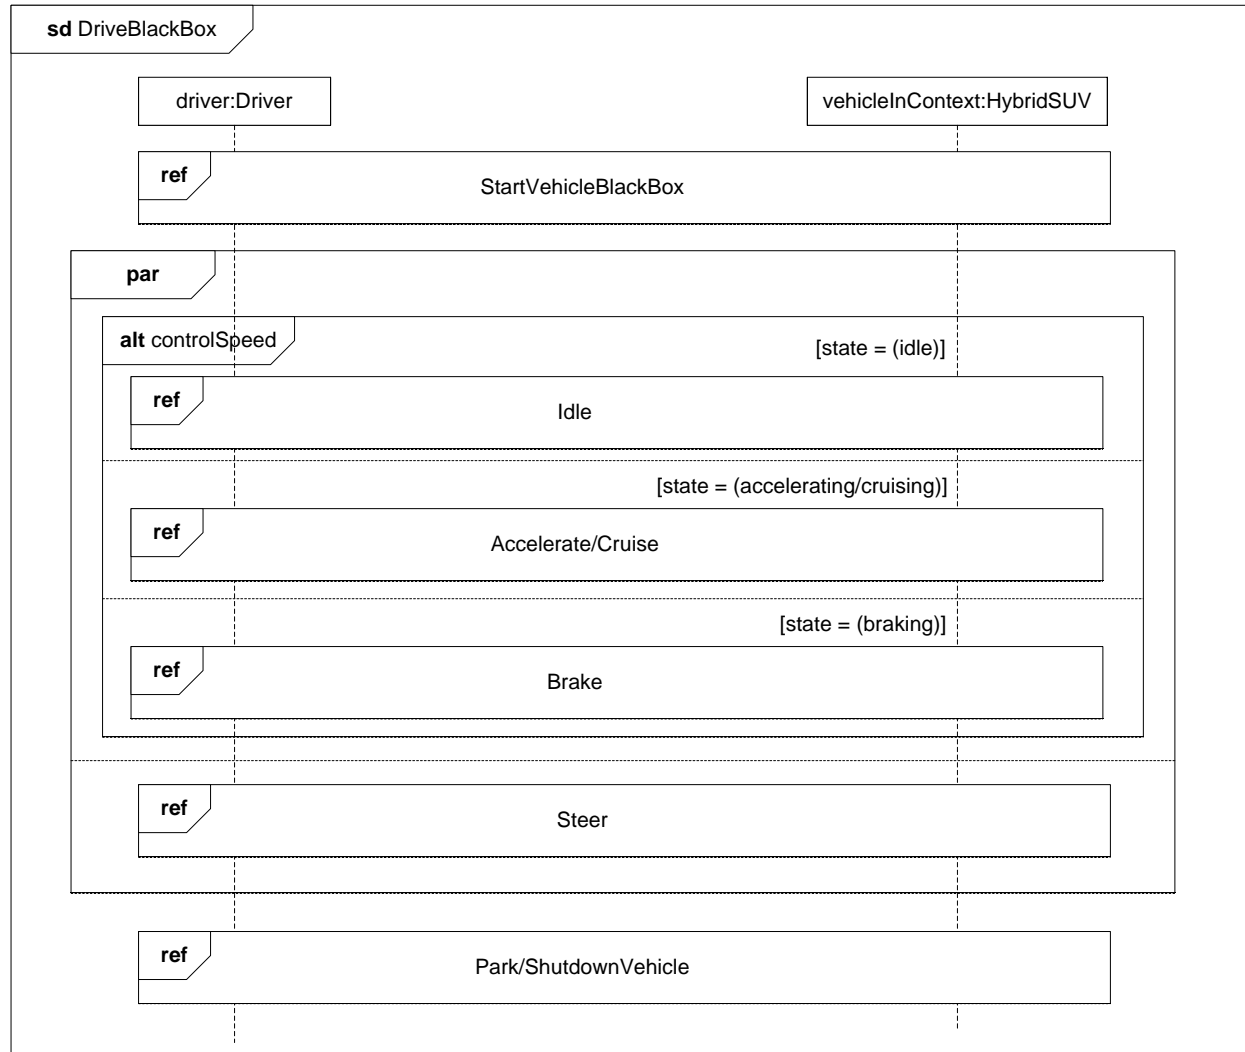 sd DriveBlackBox
driver:Driver
vehicleInContext:HybridSUV
ref
StartVehicleBlackBox
par
alt controlSpeed
[state = (idle)]
ref
Idle
[state = (accelerating/cruising)]
ref
Accelerate/Cruise
[state = (braking)]
ref
Brake
ref
Steer
ref
Park/ShutdownVehicle